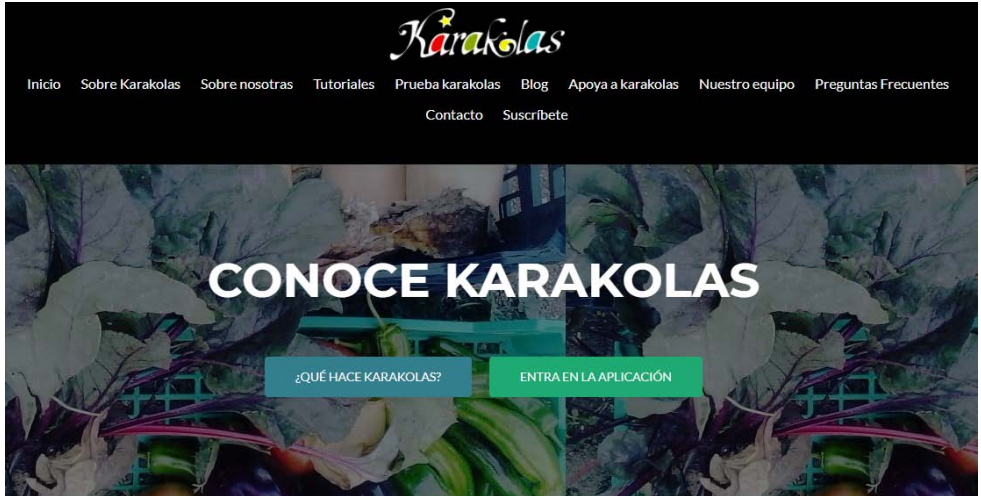 Karakolas
Inicio Sobre Karakolas Sobre nosotras Tutoriales Prueba karakolas Blog Apoya a karakolas Nuestro equipo Preguntas Frecuentes
Contacto Suscríbete
CONOCE KARAKOLAS
¿QUÉ HACE KARAKOLAS? ENTRA EN LA APLICACIÓN